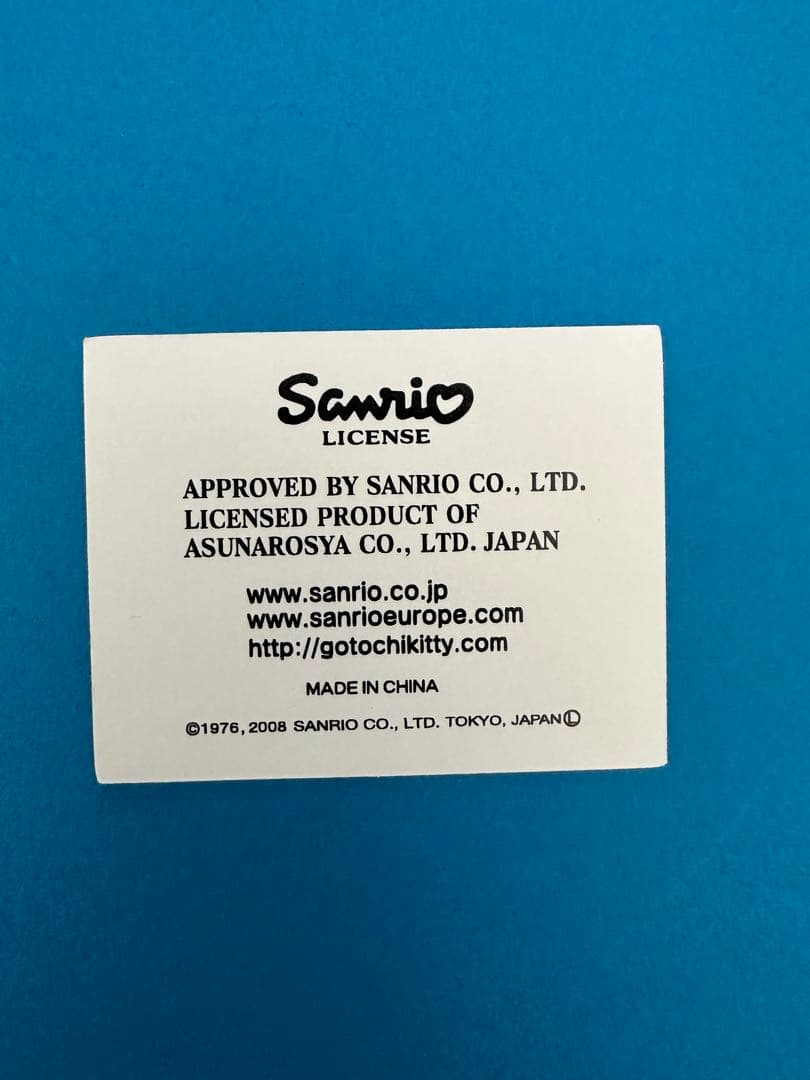 Sanrio
LICENSE
APPROVED BY SANRIO CO., LTD.
LICENSED PRODUCT OF
ASUNAROSYA CO., LTD. JAPAN
www.sanrio.co.jp
www.sanrioeurope.com
http://gotochikitty.com
MADE IN CHINA
©1976, 2008 SANRIO CO., LTD. TOKYO, JAPAN Ⓛ